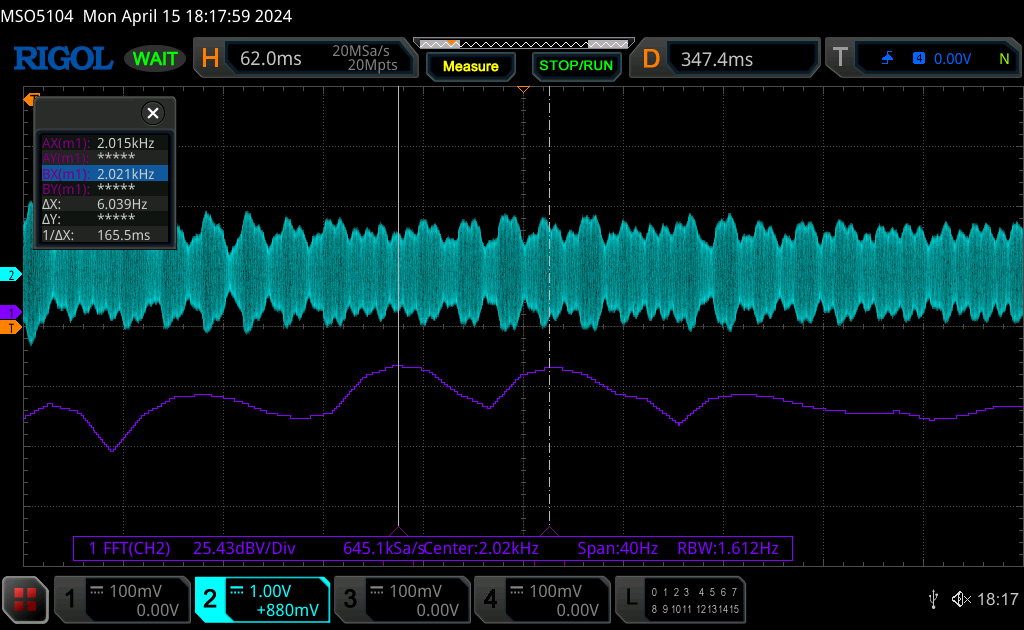 MSO5104 Mon April 15 18:17:59 2024
RIGOL WAIT H 62.0ms 20MSa/s 20Mpts Measure STOP/RUN D 347.4ms T 4 0.00V N
T
AX(m1): 2.015kHz
AY(m1): *****
BX(m1): 2.021kHz
BY(m1): *****
ΔX: 6.039Hz
ΔY: *****
1/ΔX: 165.5ms
2
1
T
1 FFT(CH2) 25.43dBV/Div 645.1kSa/s Center:2.02kHz Span:40Hz RBW:1.612Hz
1 100mV 0.00V
2 1.00V +880mV
3 100mV 0.00V
4 100mV 0.00V
L 0 1 2 3 4 5 6 7
8 9 10 11 12 13 14 15
18:17